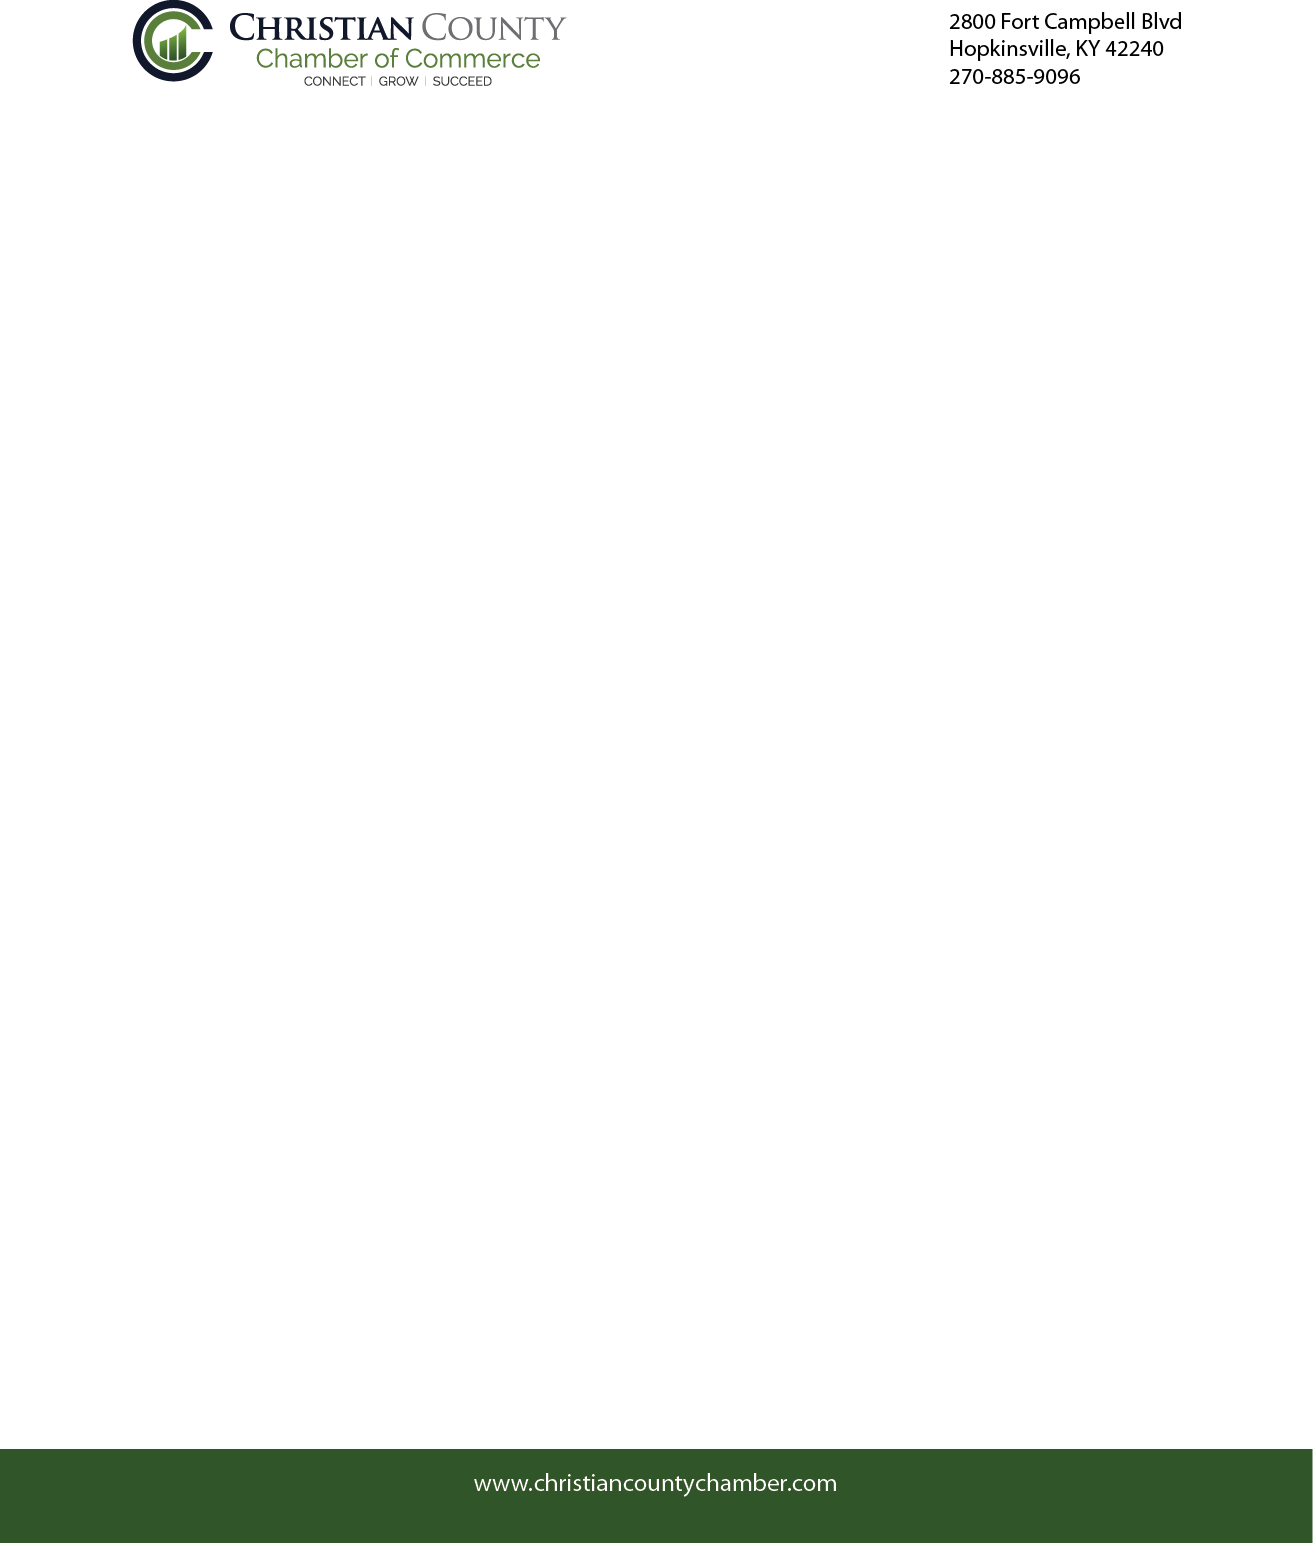 CHRISTIAN COUNTY
Chamber of Commerce
CONNECT | GROW | SUCCEED
2800 Fort Campbell Blvd
Hopkinsville, KY 42240
270-885-9096
www.christiancountychamber.com